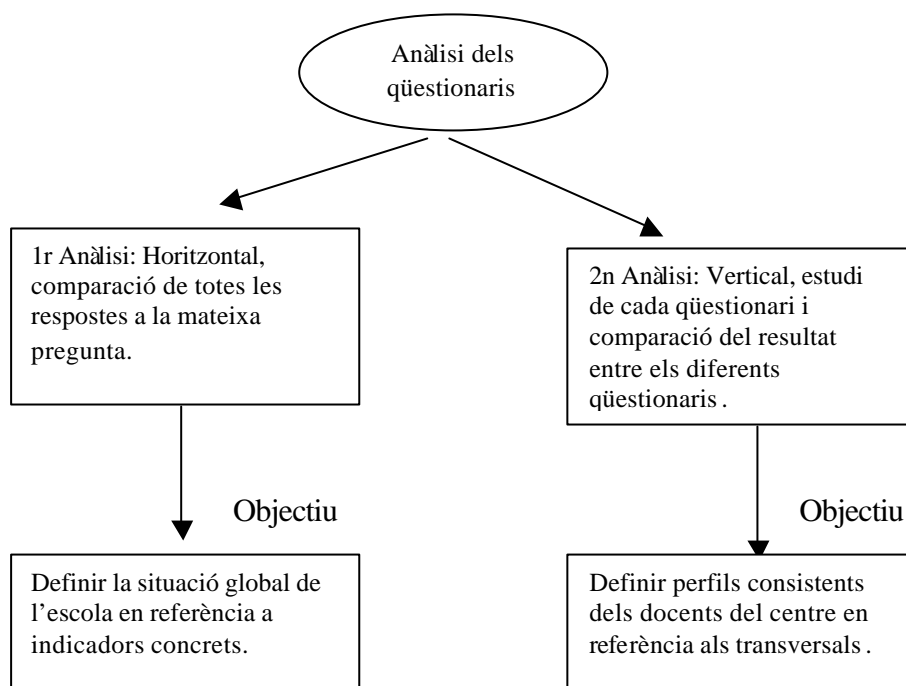 Anàlisi dels
qüestionaris
1r Anàlisi: Horitzontal,
comparació de totes les
respostes a la mateixa
pregunta.
2n Anàlisi: Vertical, estudi
de cada qüestionari i
comparació del resultat
entre els diferents
qüestionaris .
Objectiu
Objectiu
Definir la situació global de
l’escola en referència a
indicadors concrets.
Definir perfils consistents
dels docents del centre en
referència als transversals .